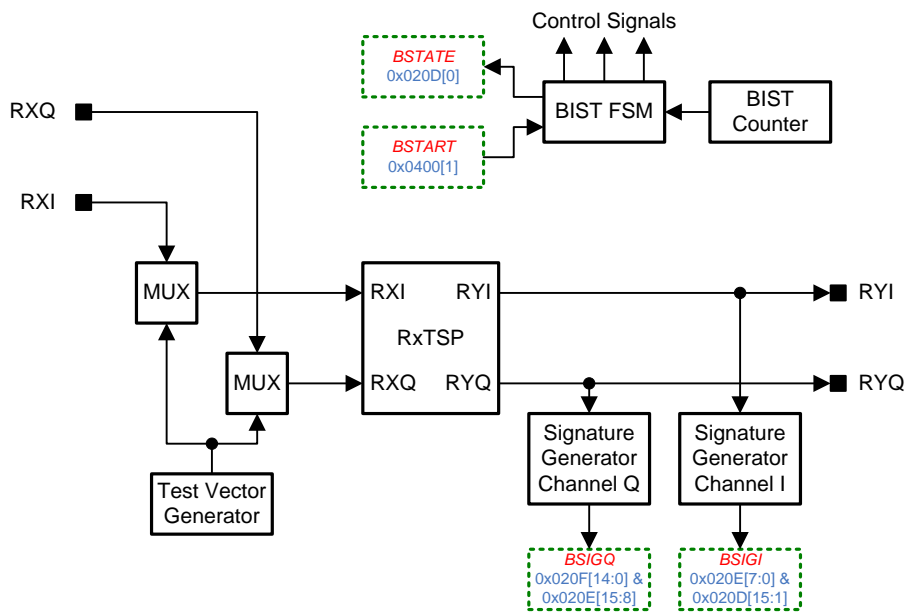 Control Signals
BSTATE
0x020D[0]
BIST FSM
BIST
Counter
BSTART
0x0400[1]
RXQ
RXI
MUX
MUX
RXI
RYI
RxTSP
RXQ
RYQ
RYI
RYQ
Test Vector
Generator
Signature
Generator
Channel Q
Signature
Generator
Channel I
BSIGQ
0x020F[14:0] &
0x020E[15:8]
BSIGI
0x020E[7:0] &
0x020D[15:1]